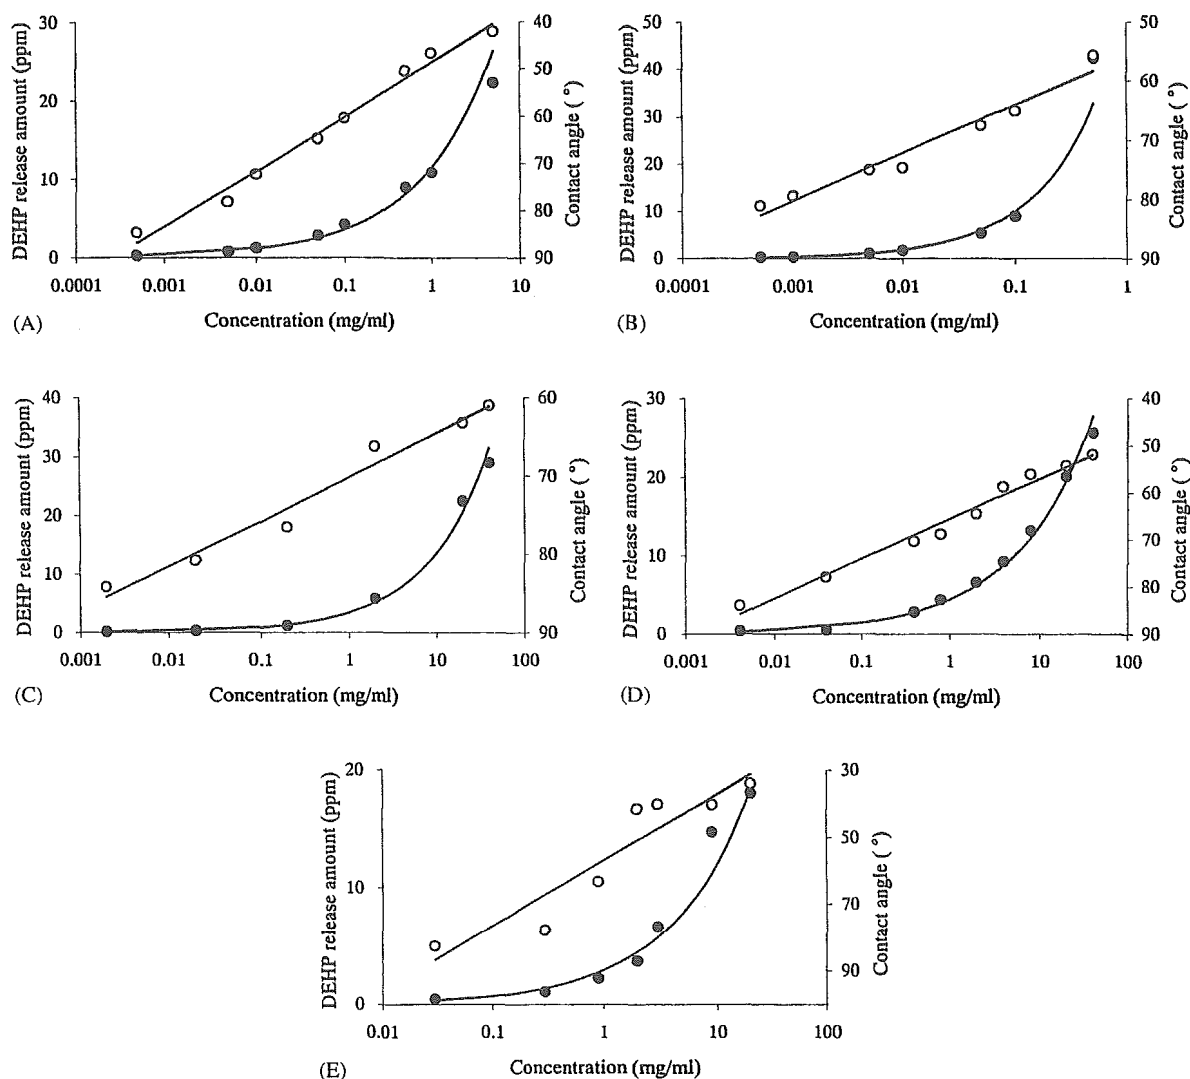 DEHP release amount (ppm)
30
20
10
0
40
50
60
70
80
90
Contact angle (°)
0.0001 0.001 0.01 0.1 1 10
(A) Concentration (mg/ml)
DEHP release amount (ppm)
50
40
30
20
10
0
50
60
70
80
90
Contact angle (°)
0.0001 0.001 0.01 0.1 1
(B) Concentration (mg/ml)
DEHP release amount (ppm)
40
30
20
10
0
60
70
80
90
Contact angle (°)
0.001 0.01 0.1 1 10 100
(C) Concentration (mg/ml)
DEHP release amount (ppm)
30
20
10
0
40
50
60
70
80
90
Contact angle (°)
0.001 0.01 0.1 1 10 100
(D) Concentration (mg/ml)
DEHP release amount (ppm)
20
10
0
30
50
70
90
Contact angle (°)
0.01 0.1 1 10 100
(E) Concentration (mg/ml)